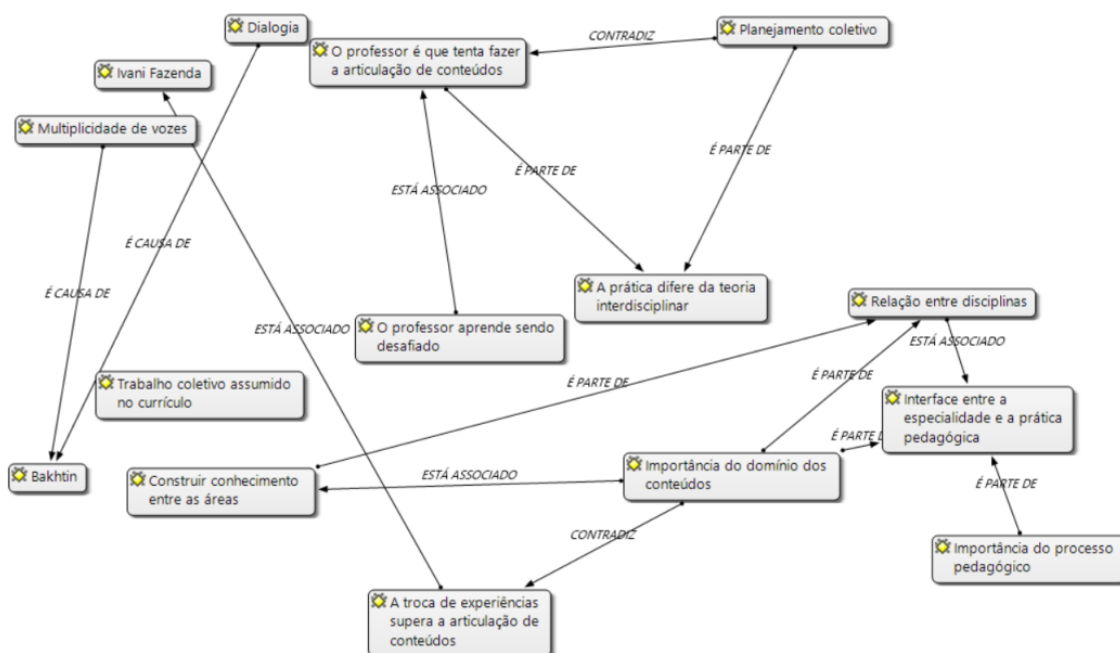 Dialogia
O professor é que tenta fazer
a articulação de conteúdos
CONTRADIZ
Planejamento coletivo
Ivani Fazenda
Multiplicidade de vozes
É PARTE DE
É PARTE DE
ESTÁ ASSOCIADO
É CAUSA DE
É CAUSA DE
A prática difere da teoria
interdisciplinar
Relação entre disciplinas
ESTÁ ASSOCIADO
O professor aprende sendo
desafiado
ESTÁ ASSOCIADO
Trabalho coletivo assumido
no currículo
É PARTE DE
É PARTE DE
Interface entre a
especialidade e a prática
pedagógica
É PARTE D
Bakhtin
Construir conhecimento
entre as áreas
ESTÁ ASSOCIADO
Importância do domínio dos
conteúdos
É PARTE DE
CONTRADIZ
Importância do processo
pedagógico
A troca de experiências
supera a articulação de
conteúdos